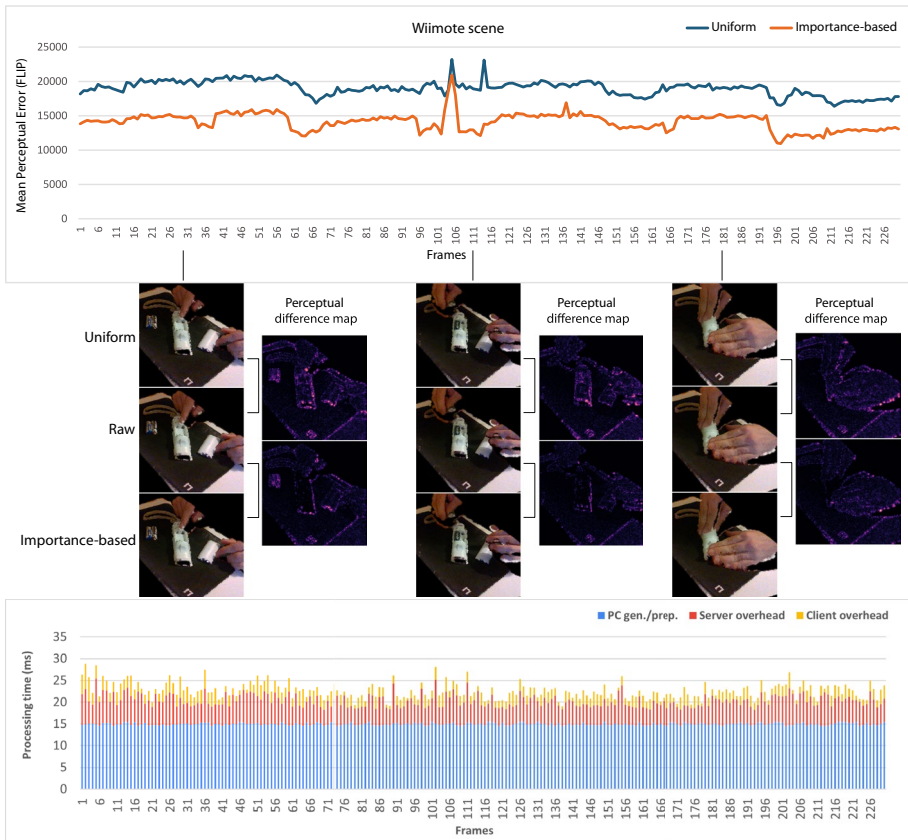 Wiimote scene
Uniform
Importance-based
Mean Perceptual Error (FLIP)
25000
20000
15000
10000
5000
0
1 6 11 16 21 26 31 36 41 46 51 56 61 66 71 76 81 86 91 96 101 106 111 116 121 126 131 136 141 146 151 156 161 166 171 176 181 186 191 196 201 206 211 216 221 226
Frames
Perceptual
difference map
Perceptual
difference map
Perceptual
difference map
Uniform
Raw
Importance-based
PC gen./prep.
Server overhead
Client overhead
Processing time (ms)
35
30
25
20
15
10
5
0
1 6 11 16 21 26 31 36 41 46 51 56 61 66 71 76 81 86 91 96 101 106 111 116 121 126 131 136 141 146 151 156 161 166 171 176 181 186 191 196 201 206 211 216 221 226
Frames